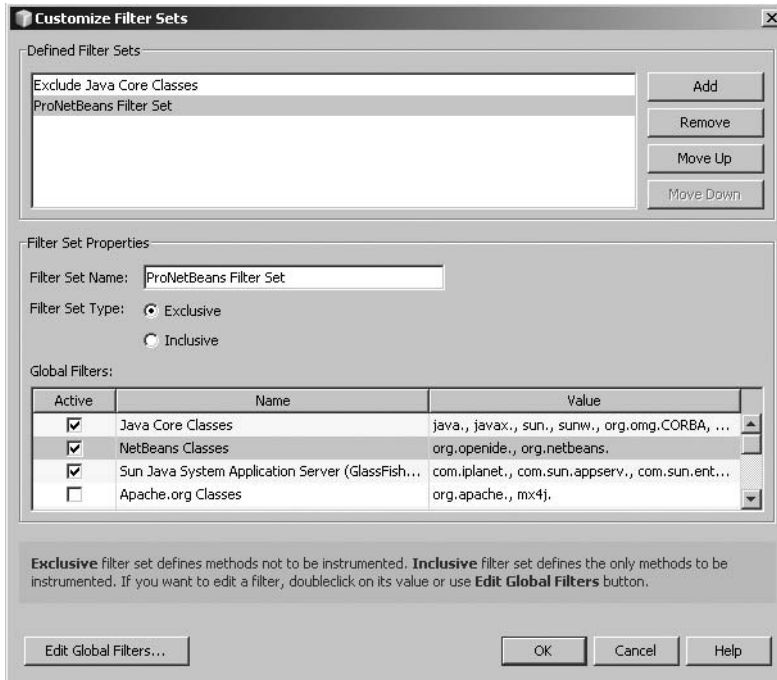 Customize Filter Sets
Defined Filter Sets
Exclude Java Core Classes
ProNetBeans Filter Set
Add
Remove
Move Up
Move Down
Filter Set Properties
Filter Set Name: ProNetBeans Filter Set
Filter Set Type: Exclusive
Inclusive
Global Filters:
Active Name Value
Java Core Classes java., javax., sun., sunw., org.omg.CORBA, ...
NetBeans Classes org.openide., org.netbeans.
Sun Java System Application Server (GlassFish... com.iplanet., com.sun.appserv., com.sun.ent...
Apache.org Classes org.apache., mx4j.
Exclusive filter set defines methods not to be instrumented. Inclusive filter set defines the only methods to be
instrumented. If you want to edit a filter, doubleclick on its value or use Edit Global Filters button.
Edit Global Filters... OK Cancel Help